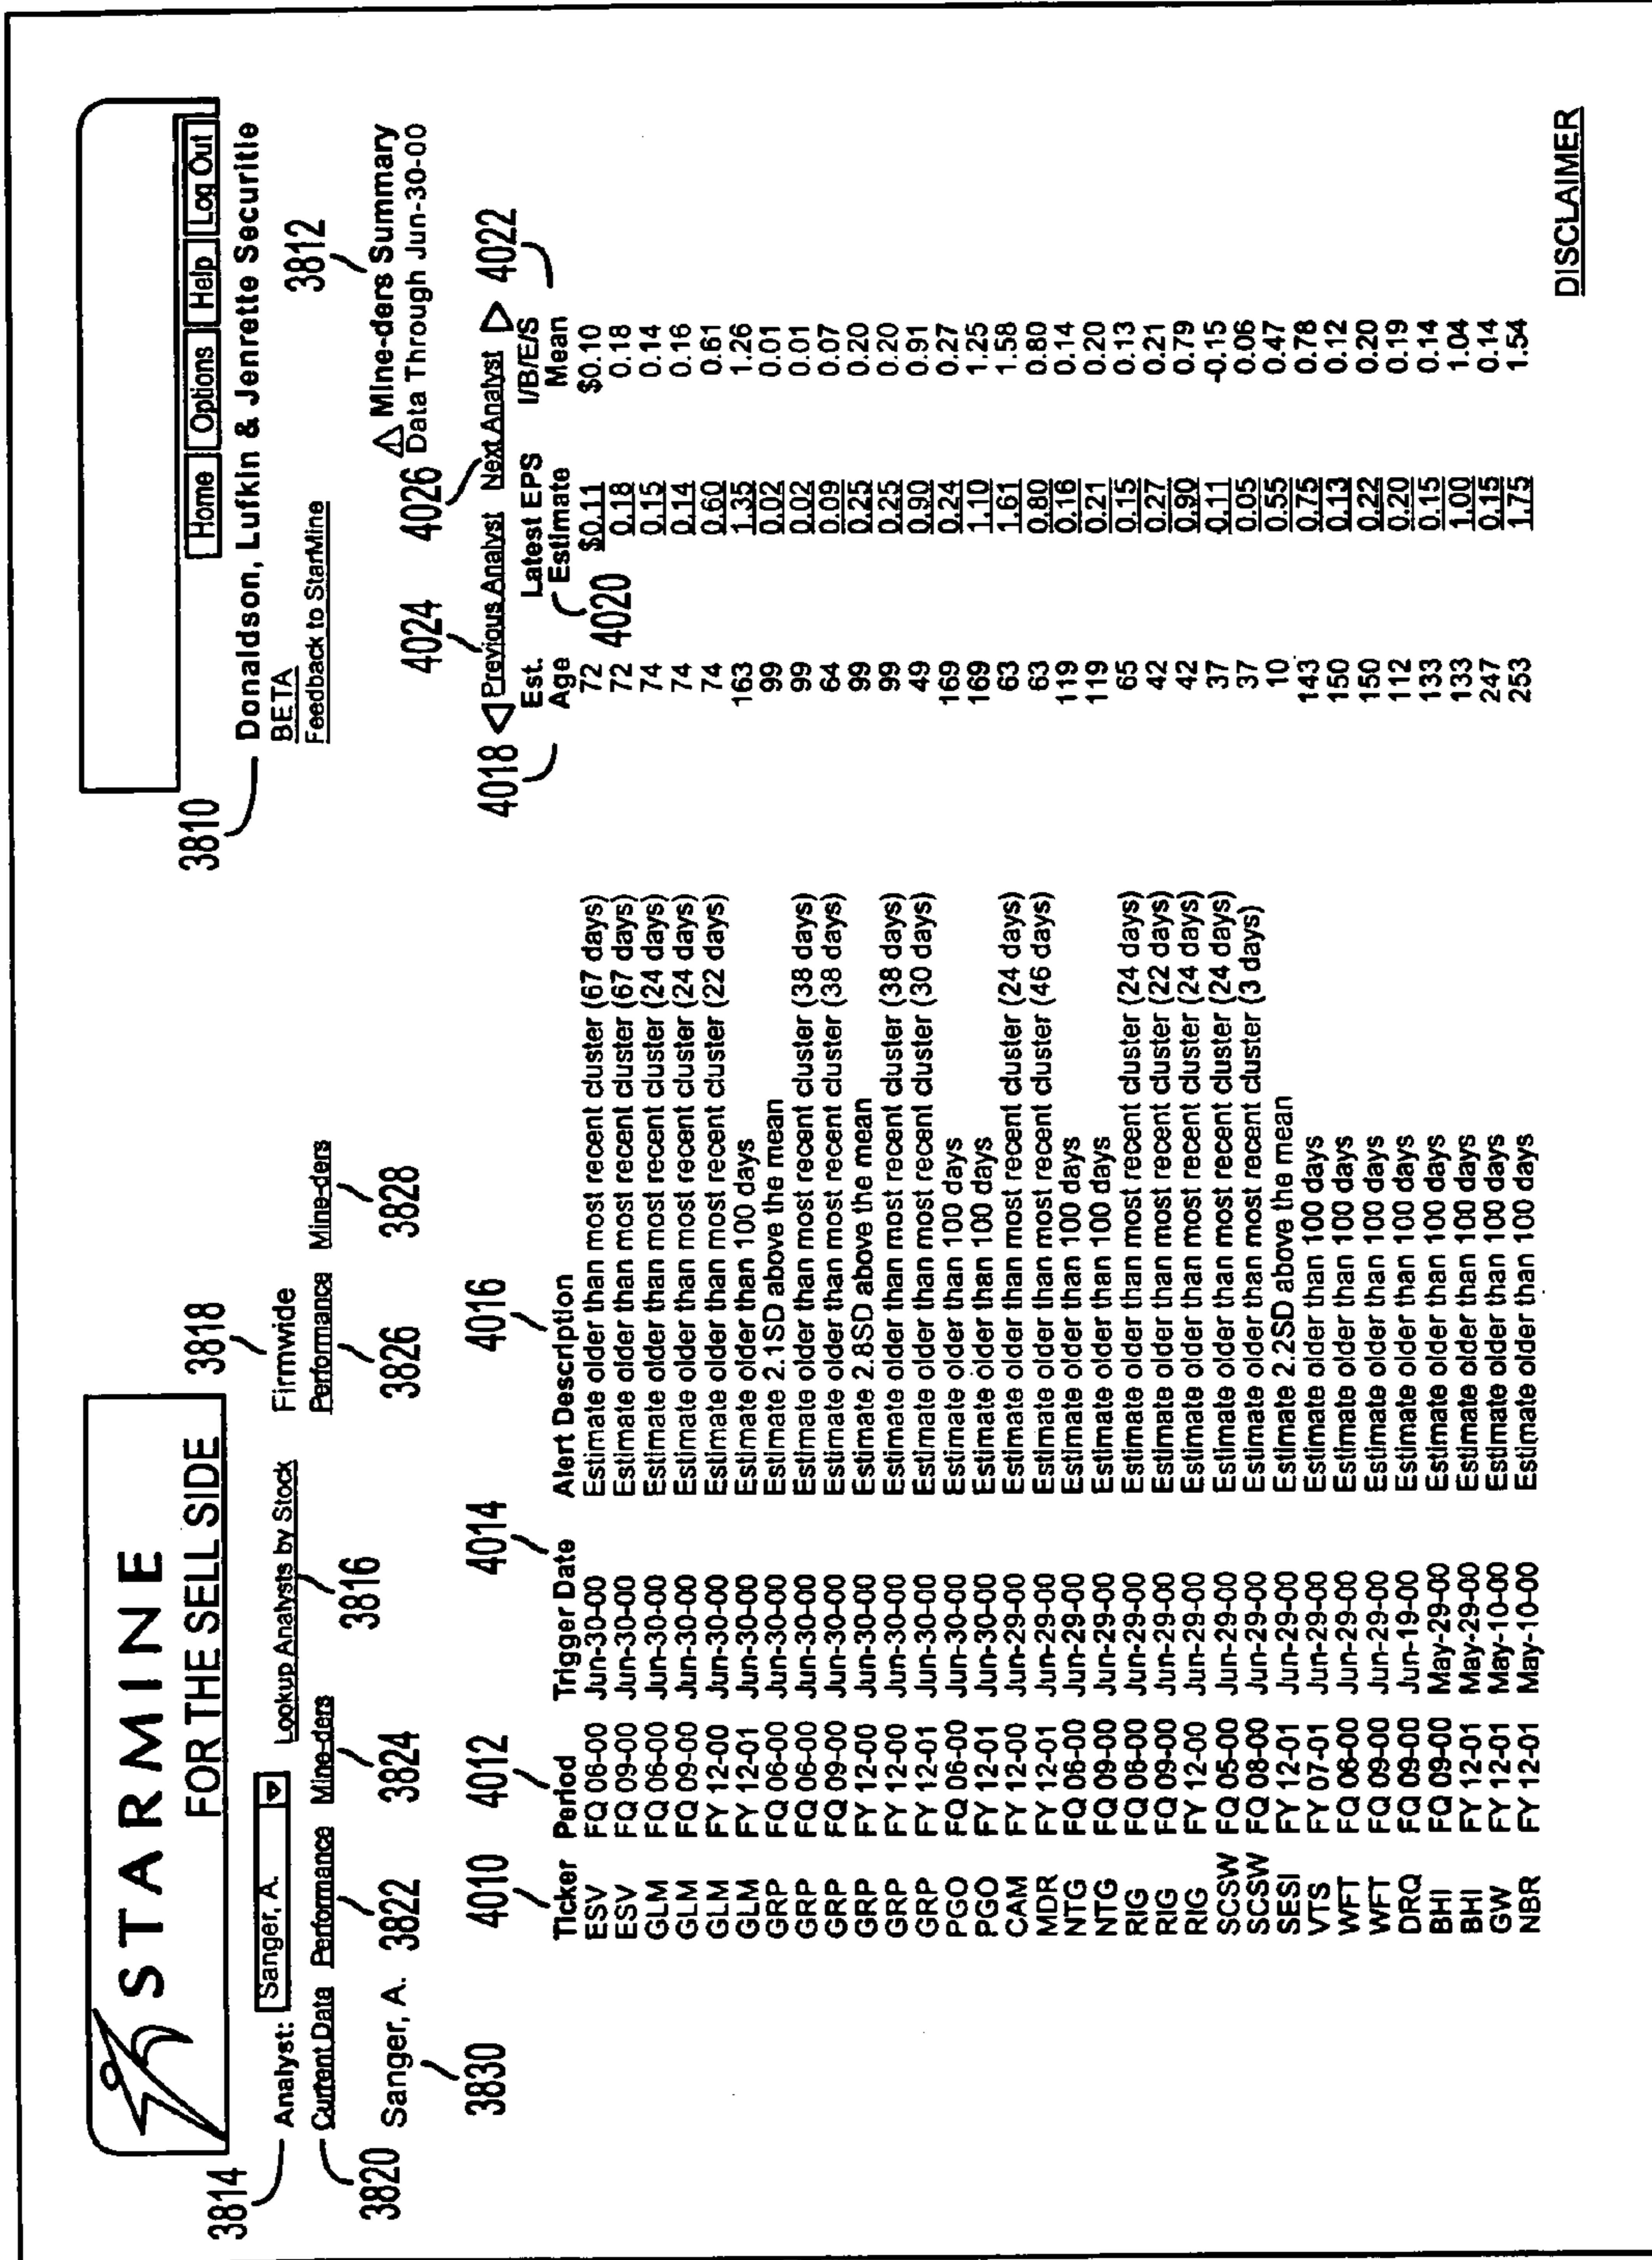 STARMINE
FOR THE SELL SIDE
Home Options Help Log Out
3810 Donaldson, Lufkin & Jenrette Securitie
BETA
Feedback to StarMine
3814 Analyst: Sanger, A. Lookup Analysts by Stock 3816 Firmwide 3818
3820 Current Data Performance 3822 Mine-ders 3824 Performance 3826 Mine-ders 3828
3812
Mine-ders Summary
Data Through Jun-30-00
Sanger, A. 3830
4024 4026
Previous Analyst Next Analyst
4010 4012 4014 4016 4018 4020 4022
Ticker Period Trigger Date Alert Description Est. Age Latest EPS Estimate I/B/E/S Mean
ESV FQ 06-00 Jun-30-00 Estimate older than most recent cluster (67 days) 72 $0.11 $0.10
ESV FQ 09-00 Jun-30-00 Estimate older than most recent cluster (67 days) 72 0.18 0.18
GLM FQ 06-00 Jun-30-00 Estimate older than most recent cluster (24 days) 74 0.15 0.14
GLM FQ 09-00 Jun-30-00 Estimate older than most recent cluster (24 days) 74 0.14 0.16
GLM FY 12-00 Jun-30-00 Estimate older than most recent cluster (22 days) 74 0.60 0.61
GLM FY 12-01 Jun-30-00 Estimate older than 100 days 163 1.35 1.26
GRP FQ 06-00 Jun-30-00 Estimate 2.1SD above the mean 99 0.02 0.01
GRP FQ 06-00 Jun-30-00 Estimate older than most recent cluster (38 days) 99 0.02 0.01
GRP FQ 09-00 Jun-30-00 Estimate older than most recent cluster (38 days) 64 0.09 0.07
GRP FY 12-00 Jun-30-00 Estimate 2.8SD above the mean 99 0.25 0.20
GRP FY 12-00 Jun-30-00 Estimate older than most recent cluster (38 days) 99 0.25 0.20
GRP FY 12-01 Jun-30-00 Estimate older than most recent cluster (30 days) 49 0.90 0.91
PGO FQ 06-00 Jun-30-00 Estimate older than 100 days 169 0.24 0.27
PGO FY 12-01 Jun-30-00 Estimate older than 100 days 169 1.10 1.25
CAM FY 12-00 Jun-29-00 Estimate older than most recent cluster (24 days) 63 1.61 1.58
MDR FY 12-01 Jun-29-00 Estimate older than most recent cluster (46 days) 63 0.80 0.80
NTG FQ 06-00 Jun-29-00 Estimate older than 100 days 119 0.16 0.14
NTG FQ 09-00 Jun-29-00 Estimate older than 100 days 119 0.21 0.20
RIG FQ 06-00 Jun-29-00 Estimate older than most recent cluster (24 days) 65 0.15 0.13
RIG FQ 09-00 Jun-29-00 Estimate older than most recent cluster (22 days) 42 0.27 0.21
RIG FY 12-00 Jun-29-00 Estimate older than most recent cluster (24 days) 42 0.90 0.79
SCSW FQ 05-00 Jun-29-00 Estimate older than most recent cluster (24 days) 37 -0.11 -0.15
SCSW FQ 08-00 Jun-29-00 Estimate older than most recent cluster (3 days) 37 0.05 0.06
SESI FY 12-01 Jun-29-00 Estimate 2.2SD above the mean 10 0.55 0.47
VTS FY 07-01 Jun-29-00 Estimate older than 100 days 143 0.75 0.78
WFT FQ 06-00 Jun-29-00 Estimate older than 100 days 150 0.13 0.12
WFT FQ 09-00 Jun-29-00 Estimate older than 100 days 150 0.22 0.20
DRQ FQ 09-00 Jun-19-00 Estimate older than 100 days 112 0.20 0.19
BHI FQ 09-00 May-29-00 Estimate older than 100 days 133 0.15 0.14
BHI FY 12-01 May-29-00 Estimate older than 100 days 133 1.00 1.04
GW FY 12-01 May-10-00 Estimate older than 100 days 247 0.15 0.14
NBR FY 12-01 May-10-00 Estimate older than 100 days 253 1.75 1.54
DISCLAIMER